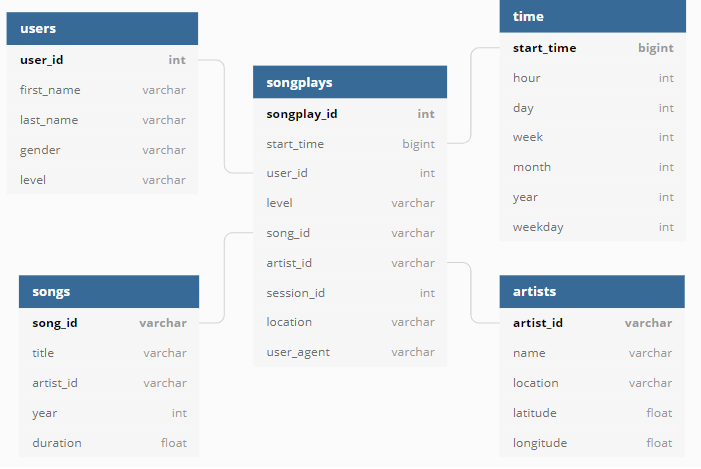 users
user_id int
first_name varchar
last_name varchar
gender varchar
level varchar
songplays
songplay_id int
start_time bigint
user_id int
level varchar
song_id varchar
artist_id varchar
session_id int
location varchar
user_agent varchar
time
start_time bigint
hour int
day int
week int
month int
year int
weekday int
songs
song_id varchar
title varchar
artist_id varchar
year int
duration float
artists
artist_id varchar
name varchar
location varchar
latitude float
longitude float